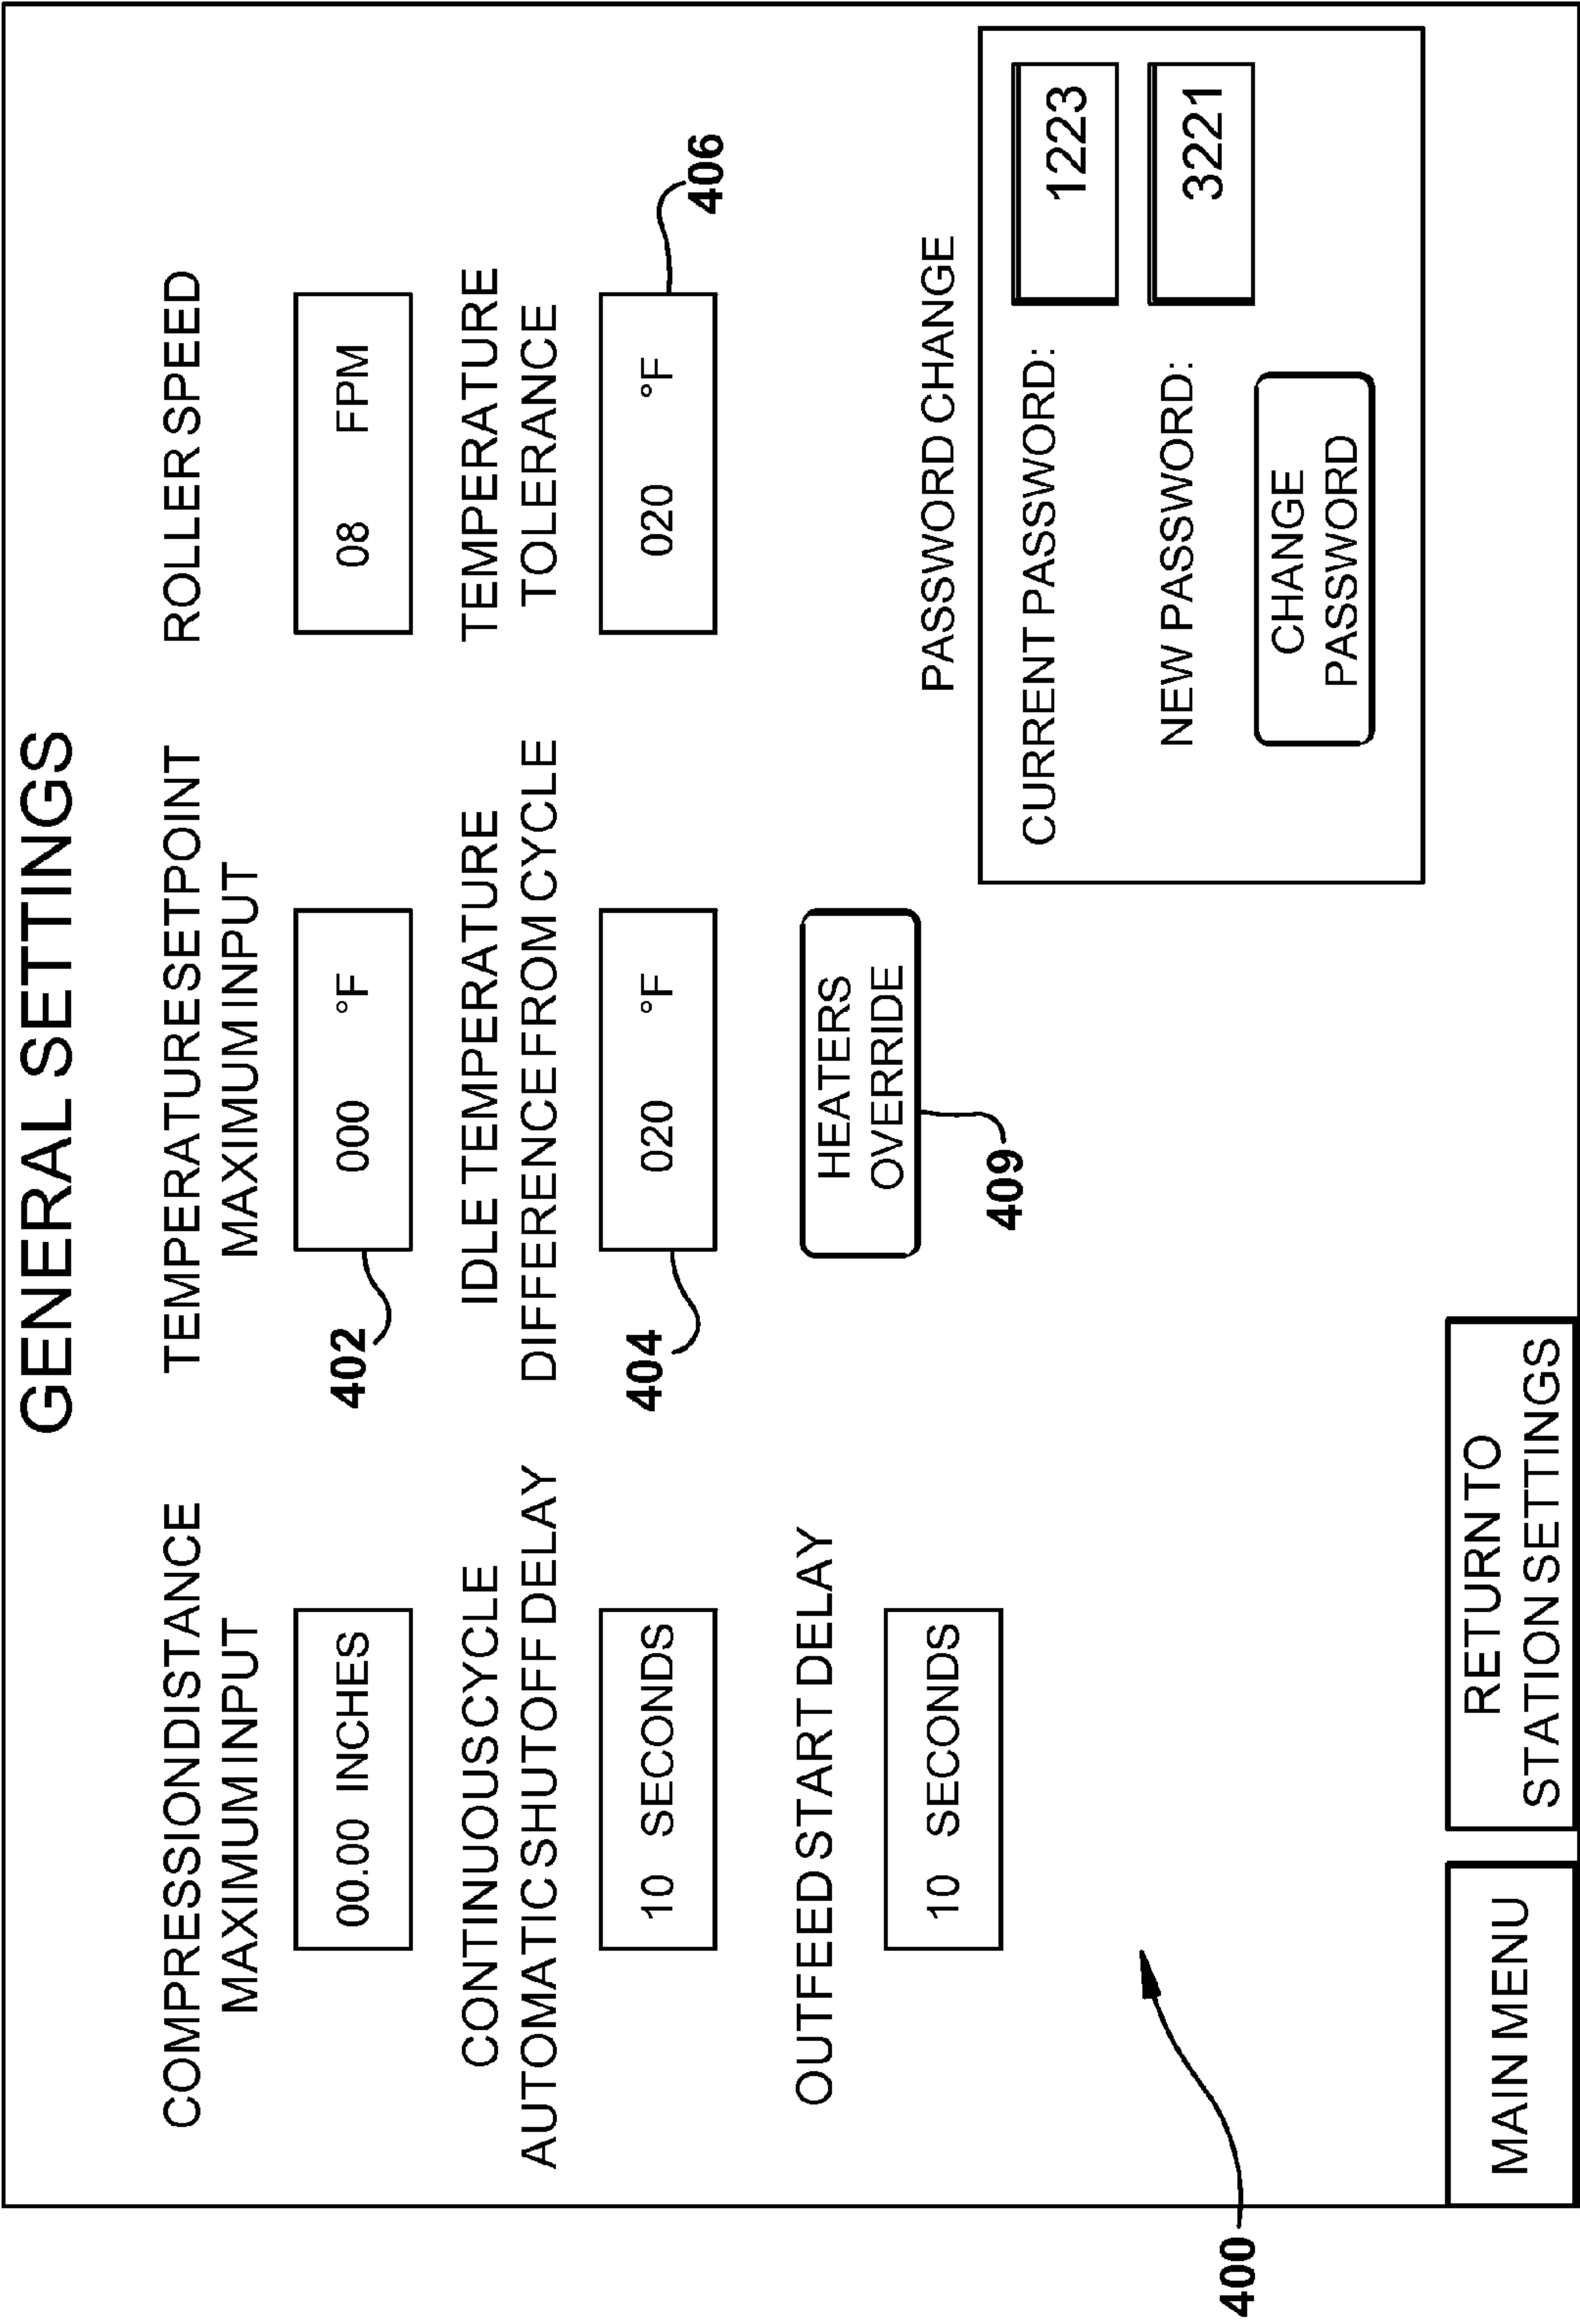 GENERAL SETTINGS
COMPRESSION DISTANCE
MAXIMUM INPUT
00.00 INCHES
TEMPERATURE SETPOINT
MAXIMUM INPUT
000 °F
402
ROLLER SPEED
08 FPM
CONTINUOUS CYCLE
AUTOMATIC SHUTOFF DELAY
10 SECONDS
IDLE TEMPERATURE
DIFFERENCE FROM CYCLE
020 °F
404
TEMPERATURE
TOLERANCE
020 °F
406
OUTFEED START DELAY
10 SECONDS
HEATERS
OVERRIDE
409
PASSWORD CHANGE
CURRENT PASSWORD: 1223
NEW PASSWORD: 3221
CHANGE
PASSWORD
400
MAIN MENU
RETURN TO
STATION SETTINGS